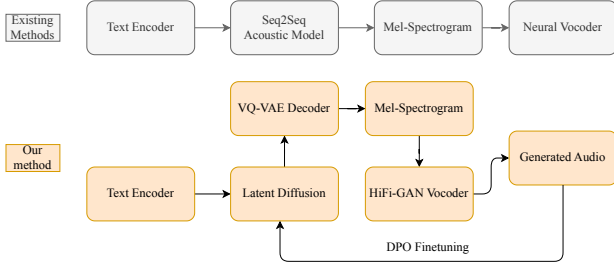 Existing
Methods
Text Encoder
Seq2Seq
Acoustic Model
Mel-Spectrogram
Neural Vocoder
VQ-VAE Decoder
Mel-Spectrogram
Our
method
Text Encoder
Latent Diffusion
HiFi-GAN Vocoder
Generated Audio
DPO Finetuning